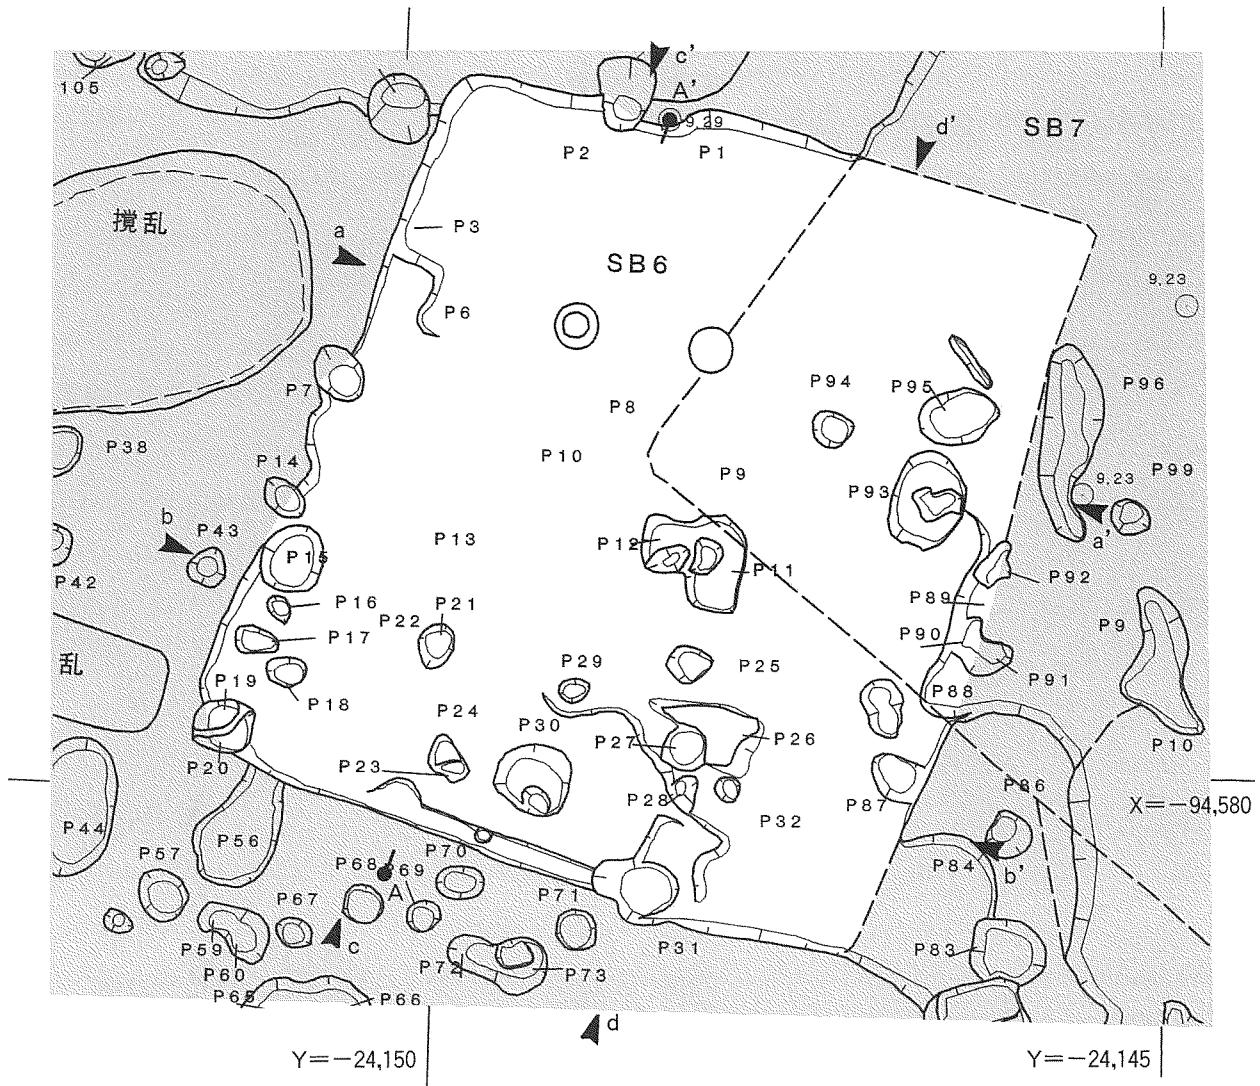 c'
105
A'
9,29
SB7
d'
P2
P1
攪乱
P3
a
SB6
9,23
P6
P7
P94
P95
P96
P8
P38
P10
P14
P9
9,23
P99
P93
b
P43
P13
P12
a'
P15
P42
P11
P92
P16
P21
P22
P89
P17
P90
P9
乱
P29
P25
P19
P18
P91
P88
P24
P30
P27
P26
P10
P20
P23
P28
P87
P86
X=-94,580
P44
P32
P56
P57
P68
P69
P70
P84
b'
A
P67
P71
c
P59
P31
P83
P60
P72
P73
P65
P66
d
Y=-24,150
Y=-24,145